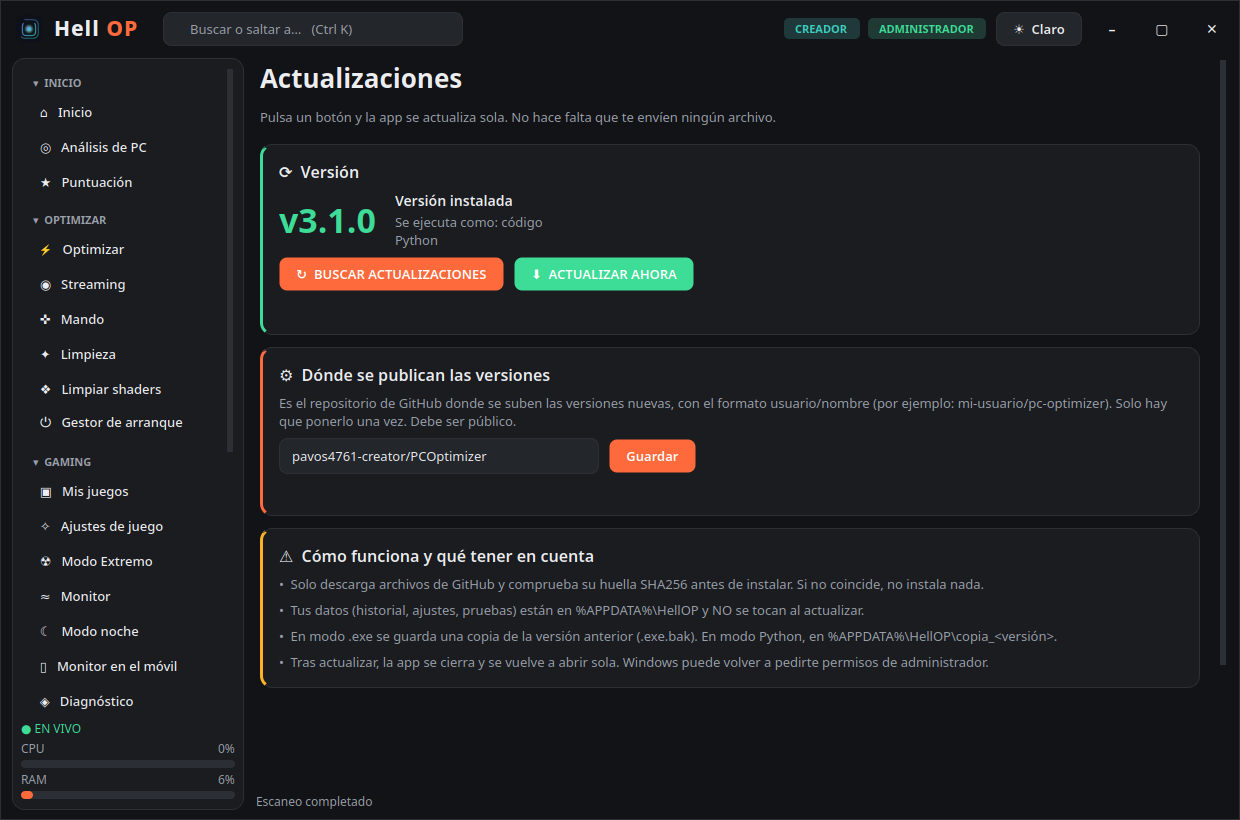 Hell OP
Buscar o saltar a... (Ctrl K)
CREADOR
ADMINISTRADOR
☀ Claro
▾ INICIO
⌂ Inicio
◎ Análisis de PC
★ Puntuación
▾ OPTIMIZAR
⚡ Optimizar
◉ Streaming
✜ Mando
✦ Limpieza
❖ Limpiar shaders
⏻ Gestor de arranque
▾ GAMING
▣ Mis juegos
✧ Ajustes de juego
☢ Modo Extremo
≈ Monitor
☾ Modo noche
▯ Monitor en el móvil
◈ Diagnóstico
● EN VIVO
CPU 0%
RAM 6%
Actualizaciones
Pulsa un botón y la app se actualiza sola. No hace falta que te envíen ningún archivo.
⟳ Versión
v3.1.0
Versión instalada
Se ejecuta como: código
Python
↻ BUSCAR ACTUALIZACIONES
⬇ ACTUALIZAR AHORA
⚙ Dónde se publican las versiones
Es el repositorio de GitHub donde se suben las versiones nuevas, con el formato usuario/nombre (por ejemplo: mi-usuario/pc-optimizer). Solo hay
que ponerlo una vez. Debe ser público.
pavos4761-creator/PCOptimizer
Guardar
⚠ Cómo funciona y qué tener en cuenta
• Solo descarga archivos de GitHub y comprueba su huella SHA256 antes de instalar. Si no coincide, no instala nada.
• Tus datos (historial, ajustes, pruebas) están en %APPDATA%\HellOP y NO se tocan al actualizar.
• En modo .exe se guarda una copia de la versión anterior (.exe.bak). En modo Python, en %APPDATA%\HellOP\copia_<versión>.
• Tras actualizar, la app se cierra y se vuelve a abrir sola. Windows puede volver a pedirte permisos de administrador.
Escaneo completado